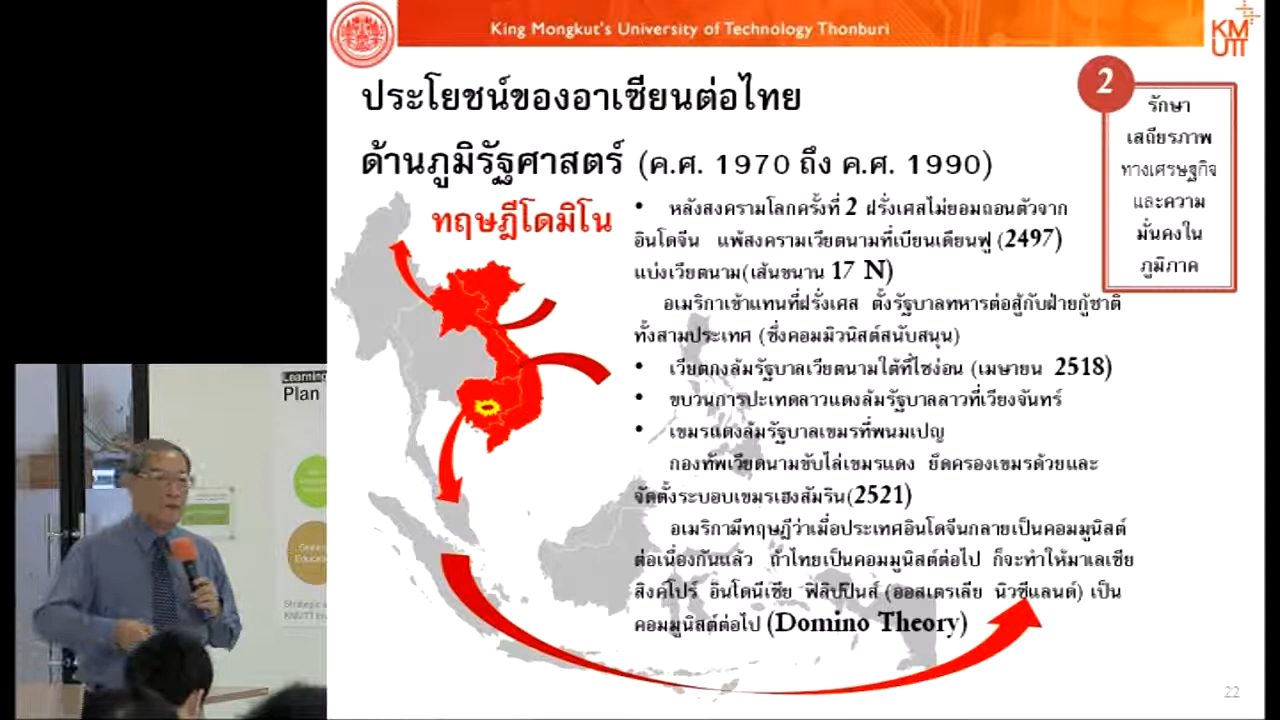 King Mongkut's University of Technology Thonburi
KM
UTT
ประโยชน์ของอาเซียนต่อไทย
ด้านภูมิรัฐศาสตร์ (ค.ศ. 1970 ถึง ค.ศ. 1990)
2
รักษา
เสถียรภาพ
ทางเศรษฐกิจ
และความ
มั่นคงใน
ภูมิภาค
ทฤษฎีโดมิโน
• หลังสงครามโลกครั้งที่ 2 ฝรั่งเศสไม่ยอมถอนตัวจาก
อินโดจีน แพ้สงครามเวียตนามที่เบียนเดียนฟู (2497)
แบ่งเวียตนาม(เส้นขนาน 17 N)
อเมริกาเข้าแทนที่ฝรั่งเศส ตั้งรัฐบาลทหารต่อสู้กับฝ่ายกู้ชาติ
ทั้งสามประเทศ (ซึ่งคอมมิวนิสต์สนับสนุน)
• เวียตกงล้มรัฐบาลเวียตนามใต้ที่ไซง่อน (เมษายน 2518)
• ขบวนการปะเทดลาวแดงล้มรัฐบาลลาวที่เวียงจันทร์
• เขมรแดงล้มรัฐบาลเขมรที่พนมเปญ
กองทัพเวียดนามขับไล่เขมรแดง ยึดครองเขมรด้วยและ
จัดตั้งระบอบเขมรเฮงสัมริน(2521)
อเมริกามีทฤษฎีว่าเมื่อประเทศอินโดจีนกลายเป็นคอมมูนิสต์
ต่อเนื่องกันแล้ว ถ้าไทยเป็นคอมมูนิสต์ต่อไป ก็จะทำให้มาเลเซีย
สิงค์โปร์ อินโดนีเซีย ฟิลิปปินส์ (ออสเตรเลีย นิวซีแลนด์) เป็น
คอมมูนิสต์ต่อไป (Domino Theory)
22
Learning
Plan